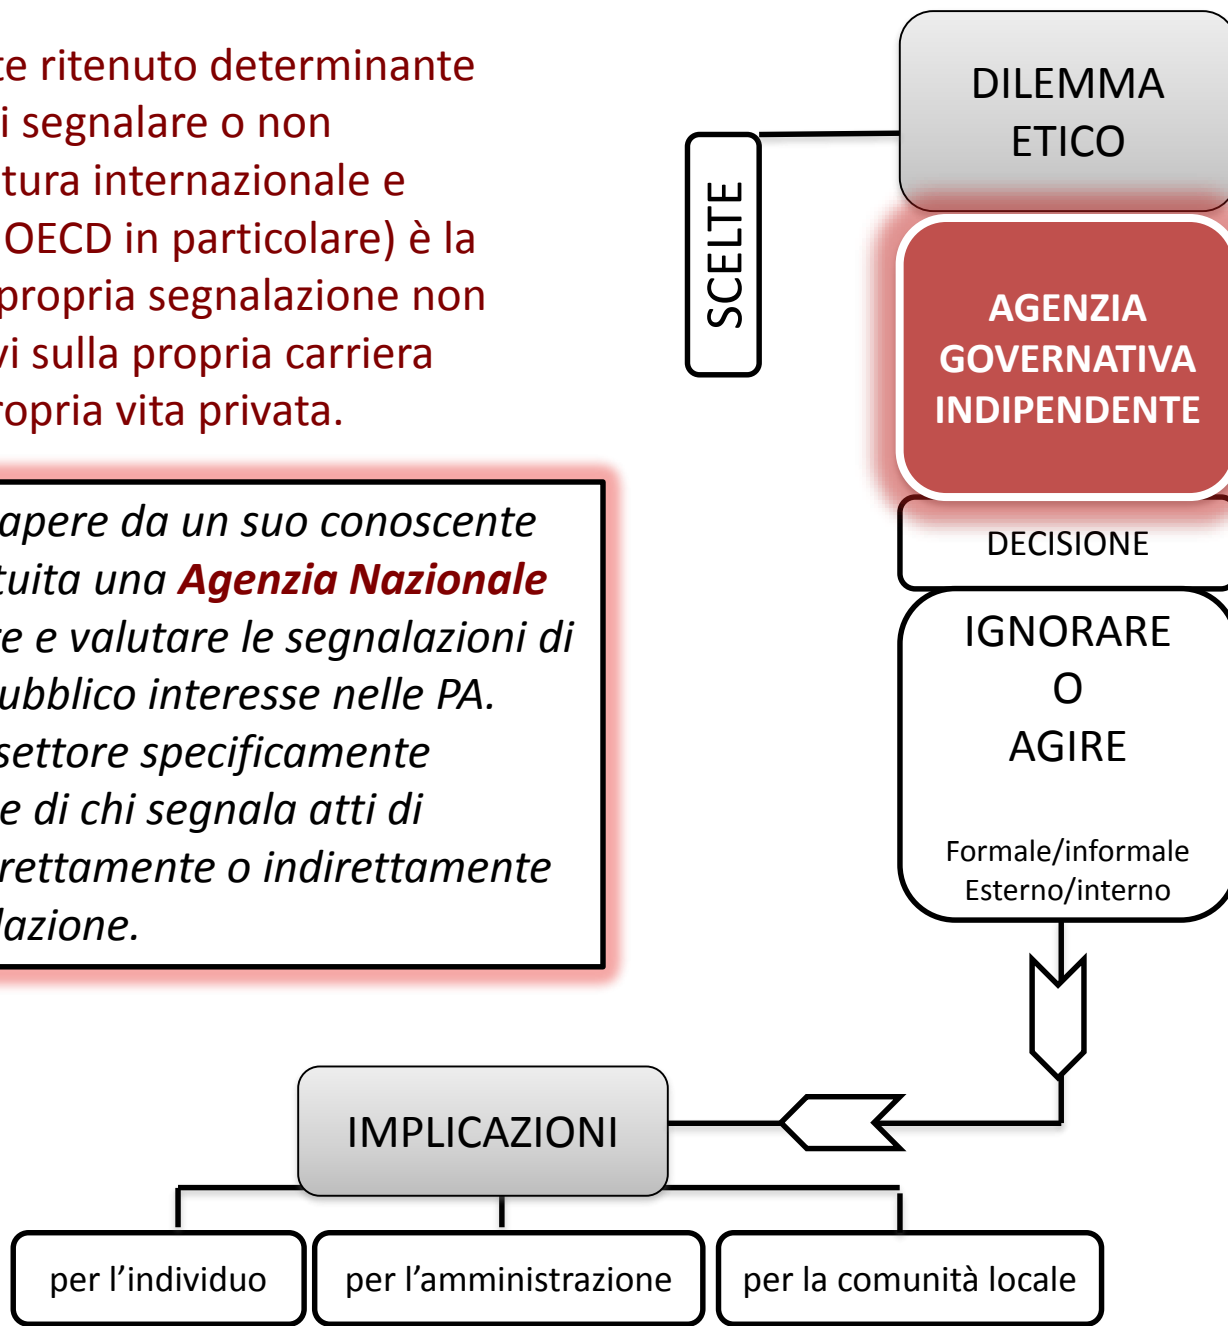 te ritenuto determinante
i segnalare o non
tura internazionale e
OECD in particolare) è la
propria segnalazione non
vi sulla propria carriera
ropria vita privata.
apere da un suo conoscente
tuita una Agenzia Nazionale
re e valutare le segnalazioni di
pubblico interesse nelle PA.
settore specificamente
e di chi segnala atti di
rettamente o indirettamente
lazione.
DILEMMA
ETICO
SCELTE
AGENZIA
GOVERNATIVA
INDIPENDENTE
DECISIONE
IGNORARE
O
AGIRE
Formale/informale
Esterno/interno
IMPLICAZIONI
per l’individuo
per l’amministrazione
per la comunità locale